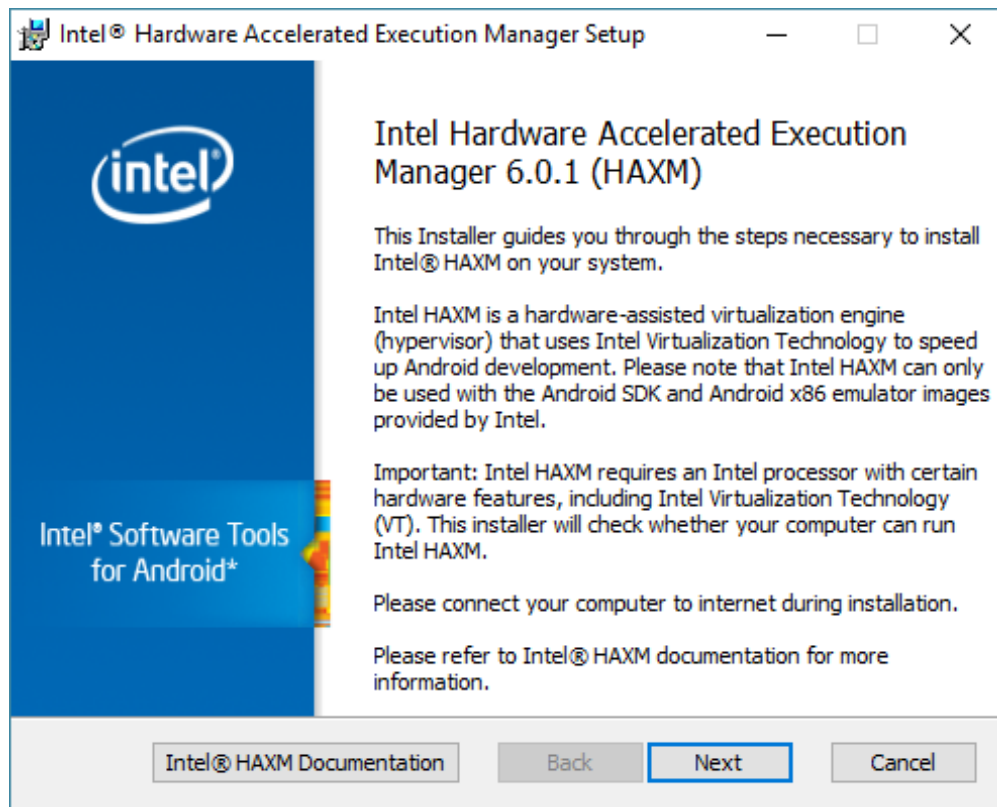 Intel® Hardware Accelerated Execution Manager Setup
intel
Intel® Software Tools
for Android*
Intel Hardware Accelerated Execution
Manager 6.0.1 (HAXM)
This Installer guides you through the steps necessary to install
Intel® HAXM on your system.
Intel HAXM is a hardware-assisted virtualization engine
(hypervisor) that uses Intel Virtualization Technology to speed
up Android development. Please note that Intel HAXM can only
be used with the Android SDK and Android x86 emulator images
provided by Intel.
Important: Intel HAXM requires an Intel processor with certain
hardware features, including Intel Virtualization Technology
(VT). This installer will check whether your computer can run
Intel HAXM.
Please connect your computer to internet during installation.
Please refer to Intel® HAXM documentation for more
information.
Intel® HAXM Documentation
Back
Next
Cancel